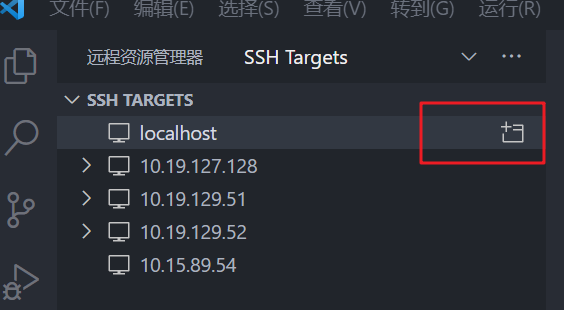 文件(F) 编辑(E) 选择(S) 查看(V) 转到(G) 运行(R)
远程资源管理器 SSH Targets
SSH TARGETS
localhost
10.19.127.128
10.19.129.51
10.19.129.52
10.15.89.54